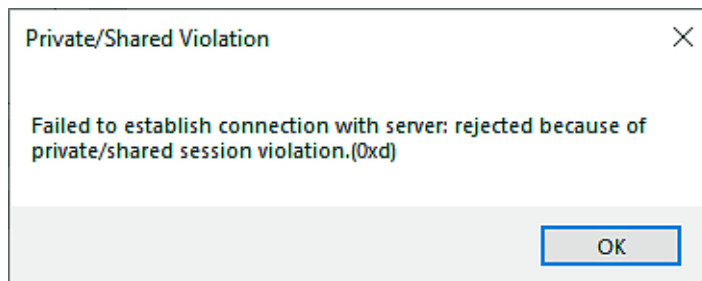 Private/Shared Violation
Failed to establish connection with server: rejected because of
private/shared session violation.(0xd)
OK